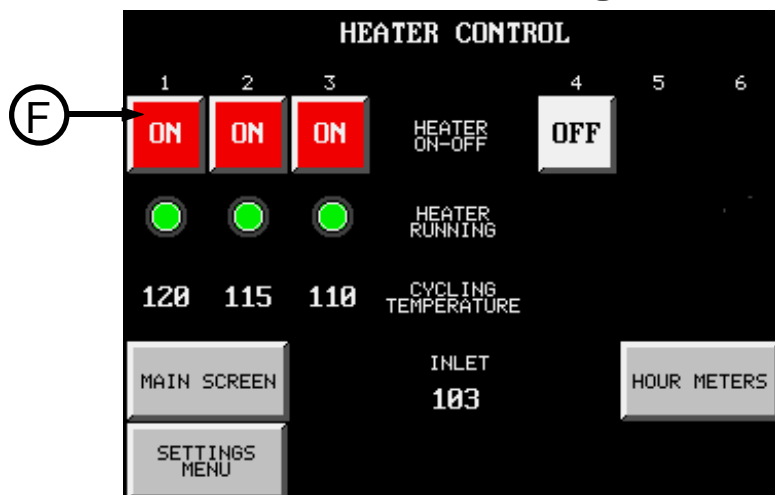 HEATER CONTROL
1 2 3 4 5 6
F
ON ON ON HEATER ON-OFF OFF
HEATER
RUNNING
120 115 110 CYCLING TEMPERATURE
MAIN SCREEN INLET HOUR METERS
103
SETTINGS
MENU